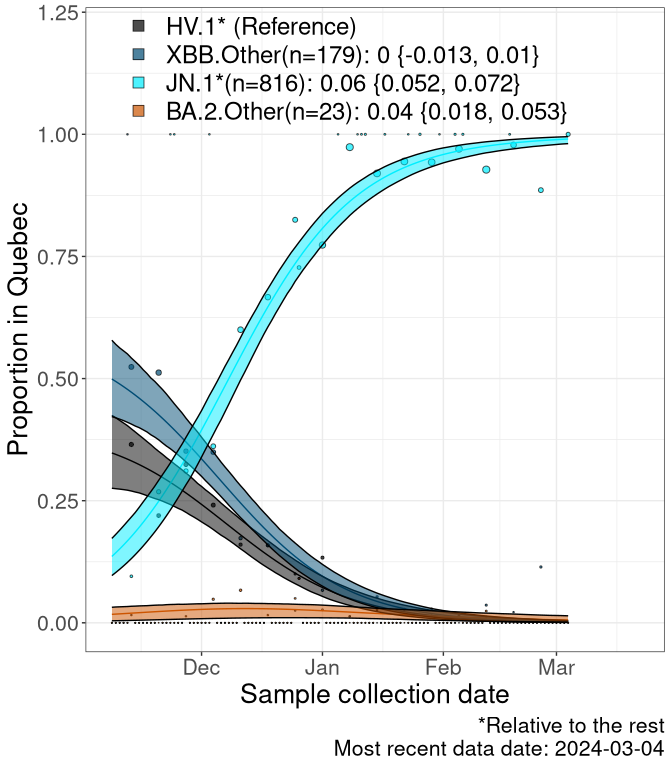 1.25
HV.1* (Reference)
XBB.Other(n=179): 0 {-0.013, 0.01}
JN.1*(n=816): 0.06 {0.052, 0.072}
BA.2.Other(n=23): 0.04 {0.018, 0.053}
1.00
0.75
0.50
0.25
0.00
Proportion in Quebec
Dec Jan Feb Mar
Sample collection date
*Relative to the rest
Most recent data date: 2024-03-04